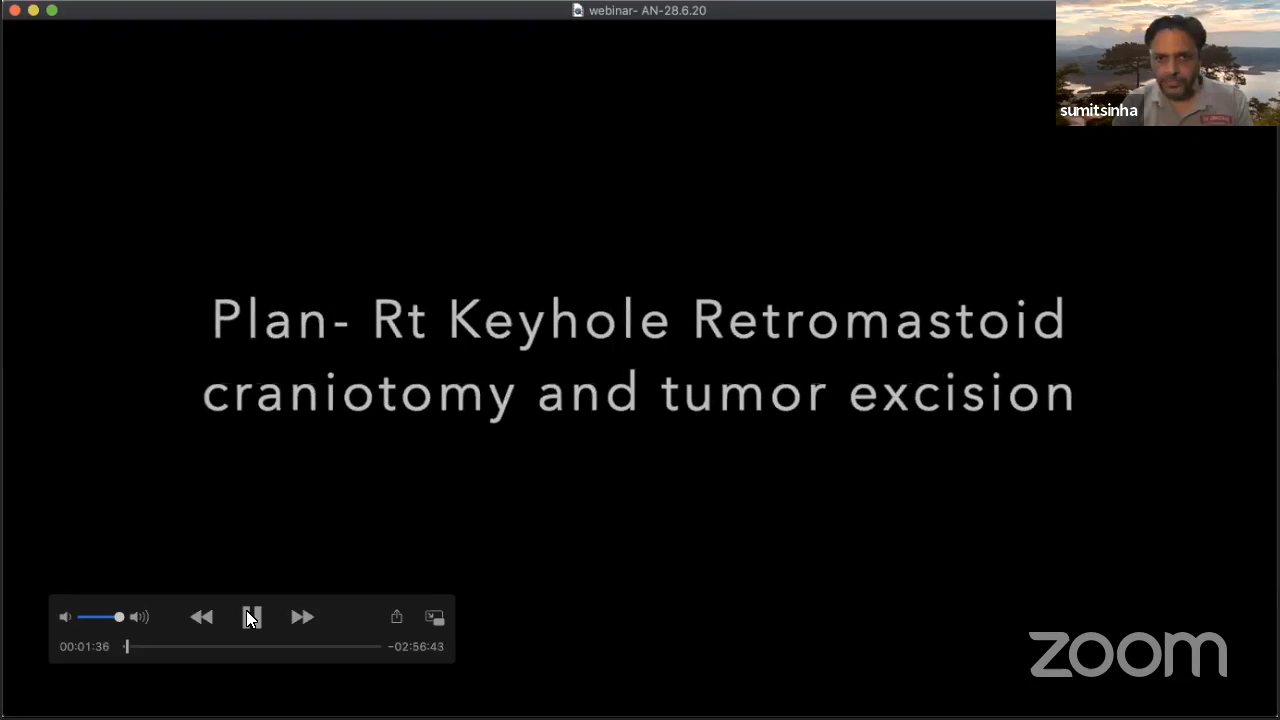 webinar- AN-28.6.20
sumitsinha
Plan- Rt Keyhole Retromastoid
craniotomy and tumor excision
00:01:36
-02:56:43
zoom